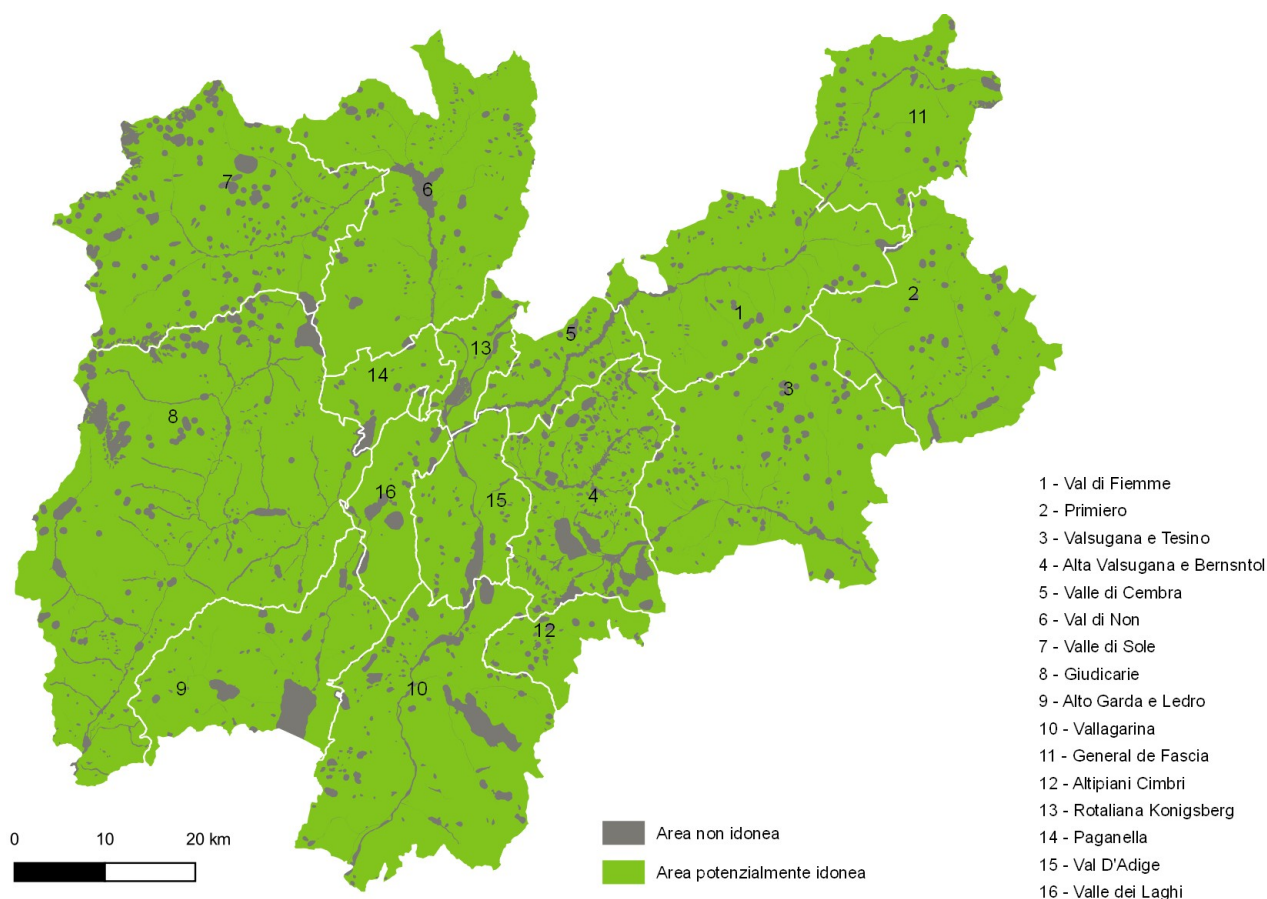 11
7
6
2
1
5
13
14
3
8
16
15
4
12
9
10
1 - Val di Fiemme
2 - Primiero
3 - Valsugana e Tesino
4 - Alta Valsugana e Bernsntol
5 - Valle di Cembra
6 - Val di Non
7 - Valle di Sole
8 - Giudicarie
9 - Alto Garda e Ledro
10 - Vallagarina
11 - General de Fascia
12 - Altipiani Cimbri
13 - Rotaliana Konigsberg
14 - Paganella
15 - Val D'Adige
16 - Valle dei Laghi
0 10 20 km
Area non idonea
Area potenzialmente idonea